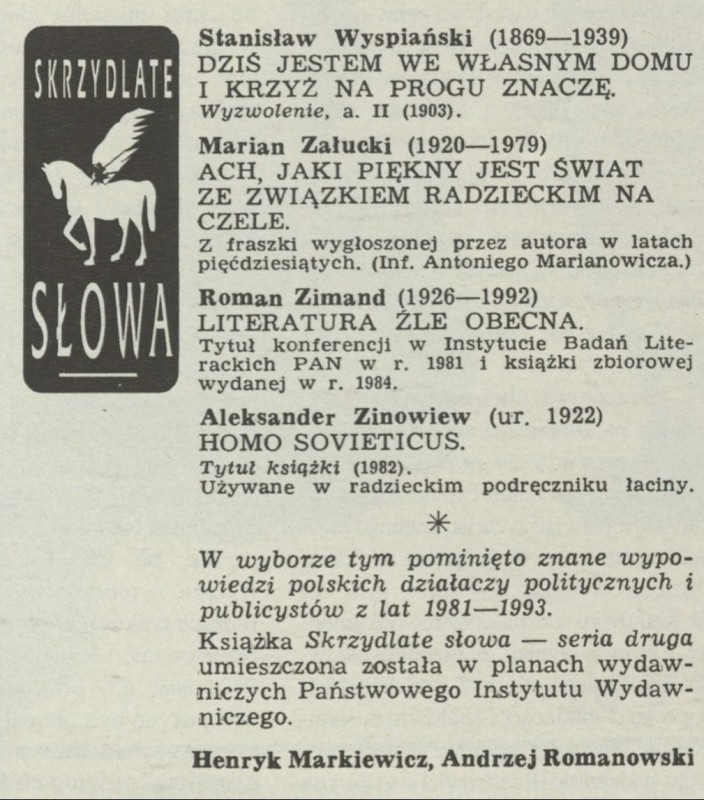 SKRZYDLATE
SŁOWA
Stanisław Wyspiański (1869—1939)
DZIŚ JESTEM WE WŁASNYM DOMU
I KRZYŻ NA PROGU ZNACZĘ.
Wyzwolenie, a. II (1903).
Marian Załucki (1920—1979)
ACH, JAKI PIĘKNY JEST ŚWIAT
ZE ZWIĄZKIEM RADZIECKIM NA
CZELE.
Z fraszki wygłoszonej przez autora w latach
pięćdziesiątych. (Inf. Antoniego Marianowicza.)
Roman Zimand (1926—1992)
LITERATURA ŹLE OBECNA.
Tytuł konferencji w Instytucie Badań Lite-
rackich PAN w r. 1981 i książki zbiorowej
wydanej w r. 1984.
Aleksander Zinowiew (ur. 1922)
HOMO SOVIETICUS.
Tytuł książki (1982).
Używane w radzieckim podręczniku łaciny.
*
W wyborze tym pominięto znane wypo-
wiedzi polskich działaczy politycznych i
publicystów z lat 1981—1993.
Książka Skrzydlate słowa — seria druga
umieszczona została w planach wydaw-
niczych Państwowego Instytutu Wydaw-
niczego.
Henryk Markiewicz, Andrzej Romanowski